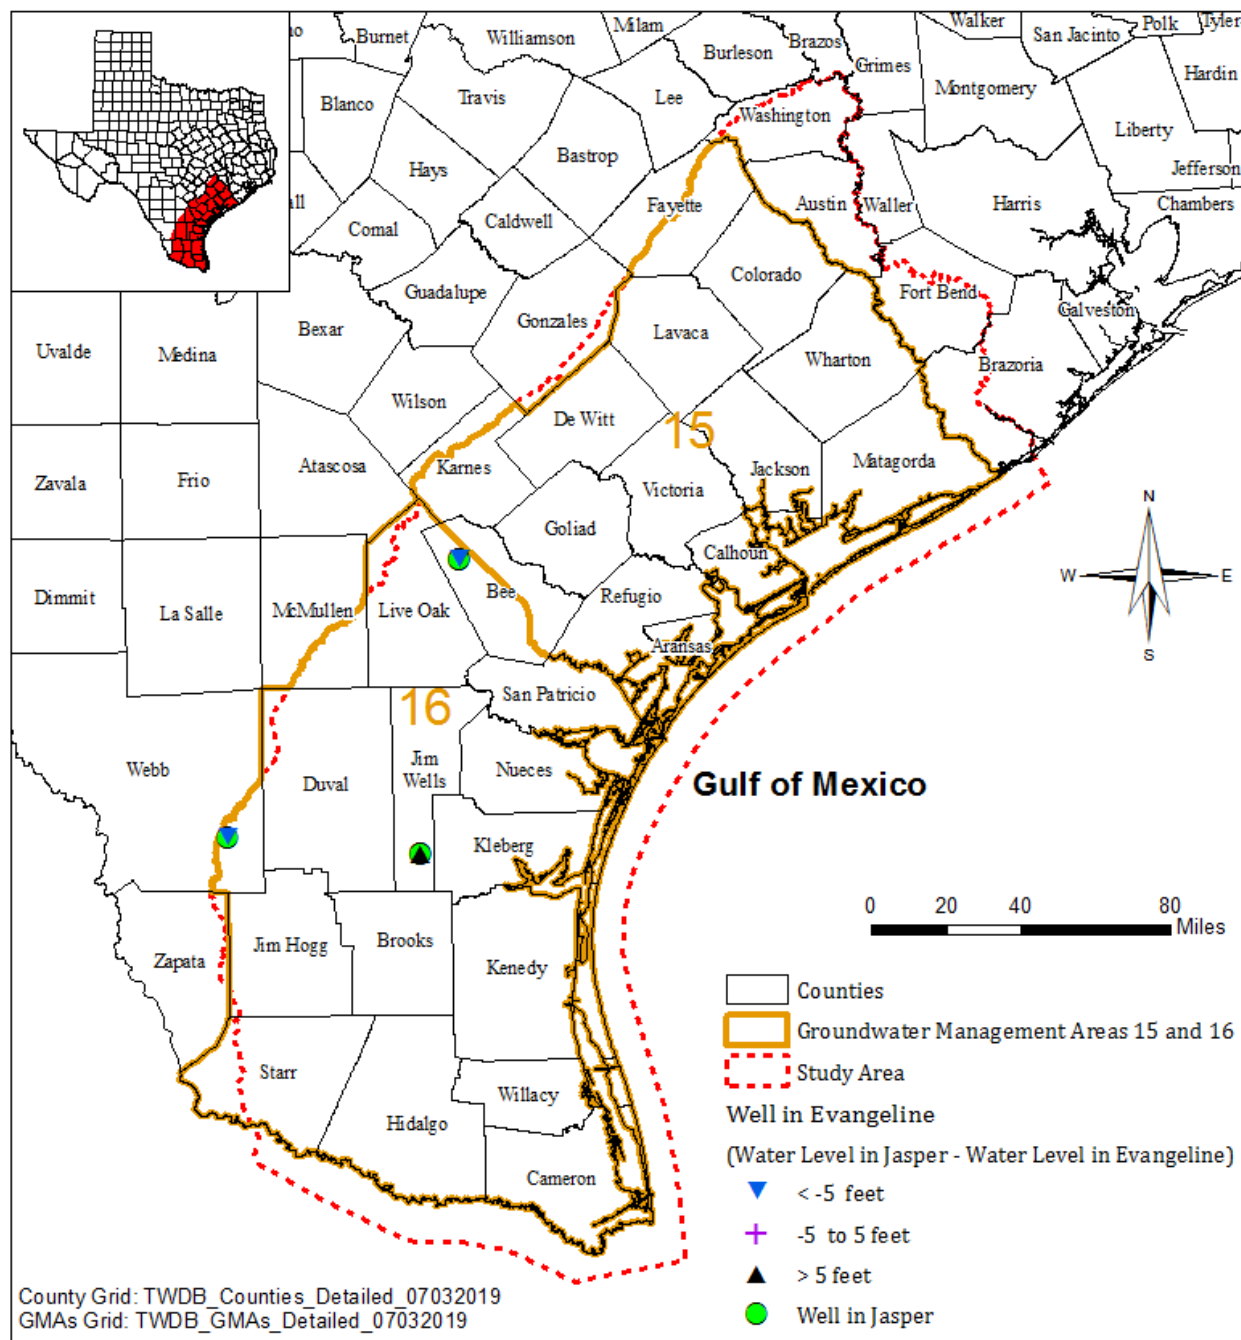 Milam
Walker
Polk
Tyler
Burnet
Williamson
Burleson
Brazos
San Jacinto
Grimes
Hardin
Blanco
Travis
Lee
Montgomery
Washington
Liberty
Hays
Bastrop
Jefferson
Caldwell
Fayette
Austin
Waller
Harris
Chambers
Comal
Colorado
Guadalupe
Fort Bend
Galveston
Bexar
Gonzales
Lavaca
Uvalde
Medina
Wharton
Brazoria
Wilson
De Witt
15
Atascosa
Karnes
Jackson
Matagorda
Zavala
Frio
Victoria
Goliad
N
Calhoun
W
E
Dimmit
La Salle
McMullen
Live Oak
Bee
Refugio
Aransas
S
San Patricio
16
Webb
Duval
Jim
Wells
Nueces
Gulf of Mexico
Kleberg
0 20 40 80
Miles
Zapata
Jim Hogg
Brooks
Kenedy
Counties
Groundwater Management Areas 15 and 16
Starr
Study Area
Willacy
Well in Evangeline
Hidalgo
(Water Level in Jasper - Water Level in Evangeline)
Cameron
< -5 feet
-5 to 5 feet
> 5 feet
Well in Jasper
County Grid: TWDB_Counties_Detailed_07032019
GMAs Grid: TWDB_GMAs_Detailed_07032019